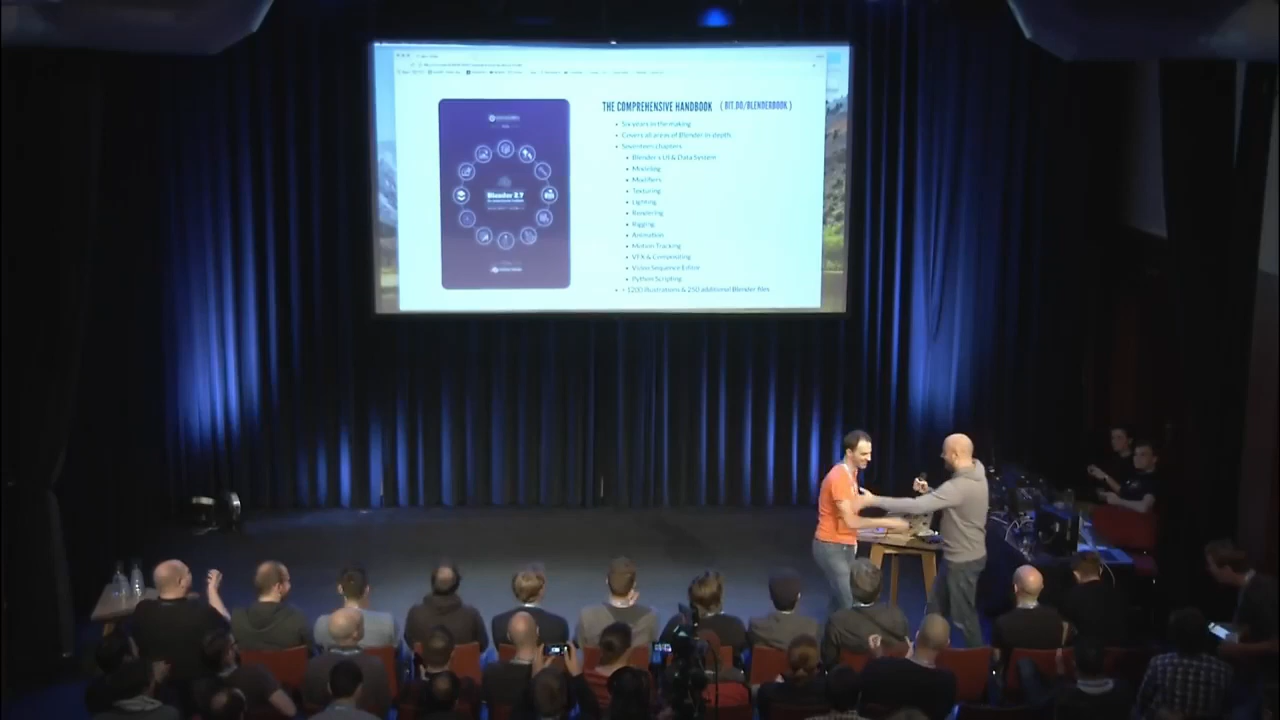 THE COMPREHENSIVE HANDBOOK ( BIT.DO/BLENDERBOOK )
Six years in the making
Covers all areas of Blender in depth
Seventeen chapters
Blender's UI & Data System
Modeling
Modifiers
Texturing
Lighting
Rendering
Rigging
Animation
Motion Tracking
VFX & Compositing
Video Sequence Editor
Python Scripting
+ 1200 illustrations & 250 additional Blender files
Blender 2.7